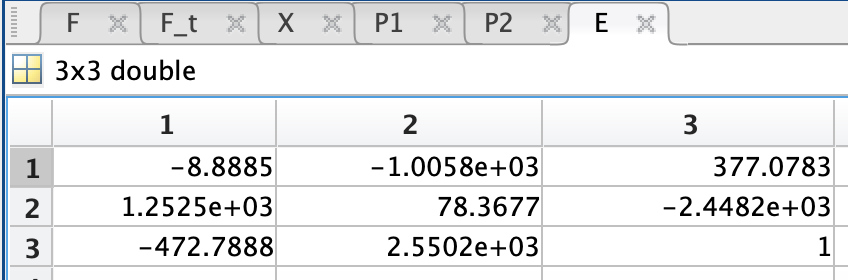 F F_t X P1 P2 E
3x3 double
1 2 3
1 -8.8885 -1.0058e+03 377.0783
2 1.2525e+03 78.3677 -2.4482e+03
3 -472.7888 2.5502e+03 1